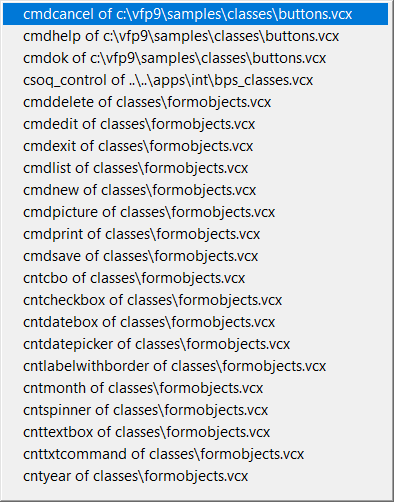 cmdcancel of c:\vfp9\samples\classes\buttons.vcx
cmdhelp of c:\vfp9\samples\classes\buttons.vcx
cmdok of c:\vfp9\samples\classes\buttons.vcx
csoq_control of ..\..\apps\int\bps_classes.vcx
cmddelete of classes\formobjects.vcx
cmdedit of classes\formobjects.vcx
cmdexit of classes\formobjects.vcx
cmdlist of classes\formobjects.vcx
cmdnew of classes\formobjects.vcx
cmdpicture of classes\formobjects.vcx
cmdprint of classes\formobjects.vcx
cmdsave of classes\formobjects.vcx
cntcbo of classes\formobjects.vcx
cntcheckbox of classes\formobjects.vcx
cntdatebox of classes\formobjects.vcx
cntdatepicker of classes\formobjects.vcx
cntlabelwithborder of classes\formobjects.vcx
cntmonth of classes\formobjects.vcx
cntspinner of classes\formobjects.vcx
cnttextbox of classes\formobjects.vcx
cnttxtcommand of classes\formobjects.vcx
cntyear of classes\formobjects.vcx